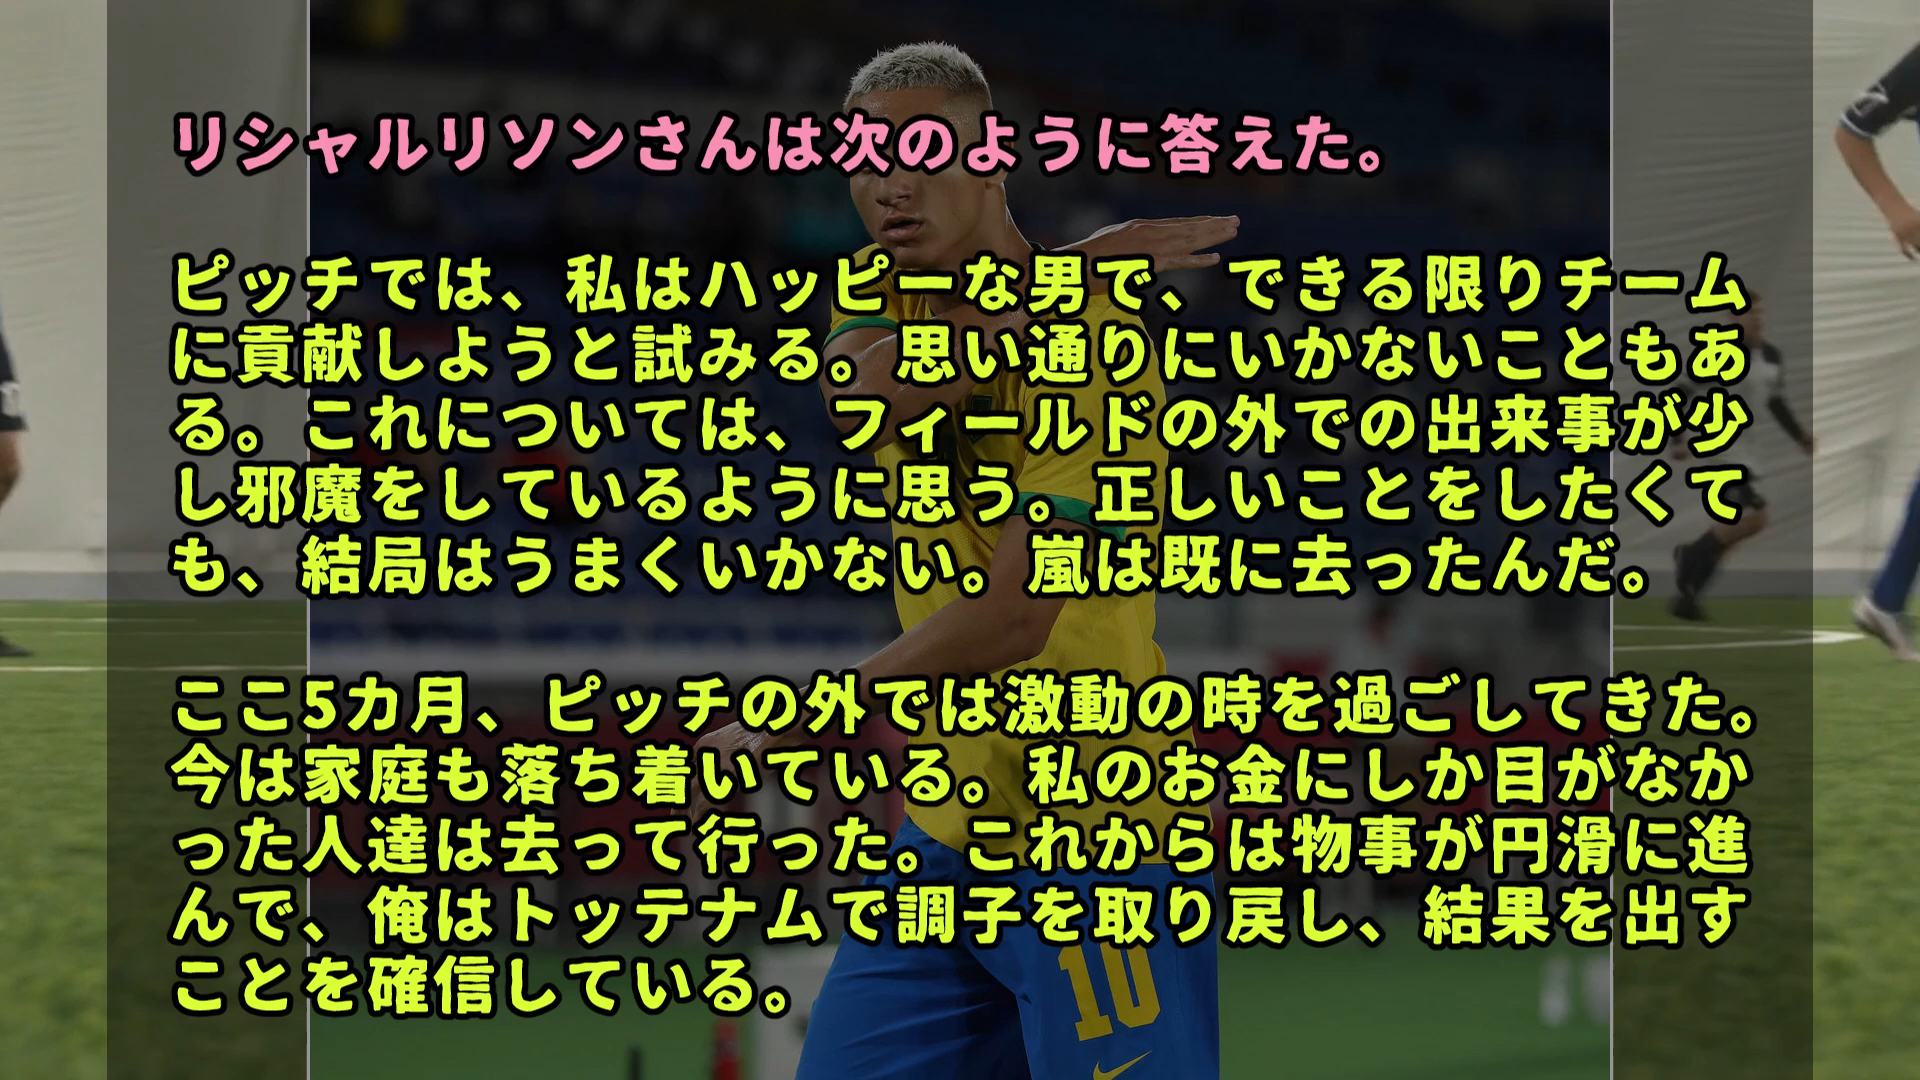 リシャルリソンさんは次のように答えた。
ピッチでは、私はハッピーな男で、できる限りチーム
に貢献しようと試みる。思い通りにいかないこともあ
る。これについては、フィールドの外での出来事が少
し邪魔をしているように思う。正しいことをしたくて
も、結局はうまくいかない。嵐は既に去ったんだ。
ここ5カ月、ピッチの外では激動の時を過ごしてきた。
今は家庭も落ち着いている。私のお金にしか目がなか
った人達は去って行った。これからは物事が円滑に進
んで、俺はトッテナムで調子を取り戻し、結果を出す
ことを確信している。
10